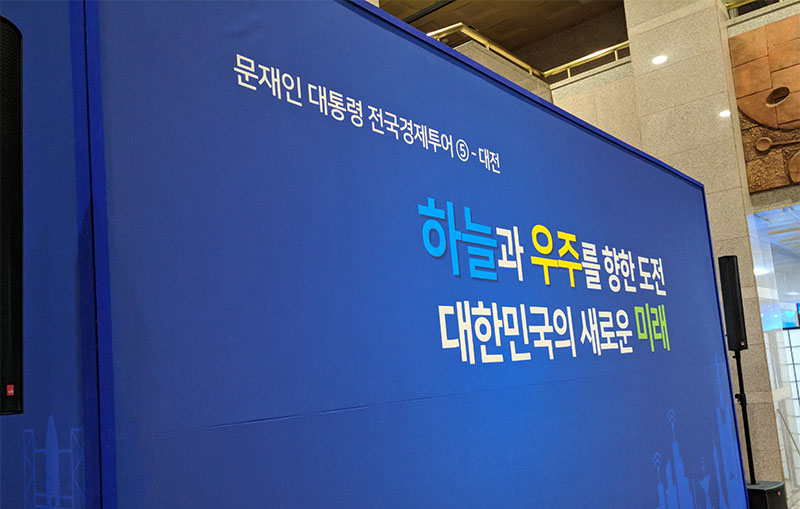 문재인 대통령 전국경제투어 ⑤ - 대전
하늘과 우주를 향한 도전
대한민국의 새로운 미래